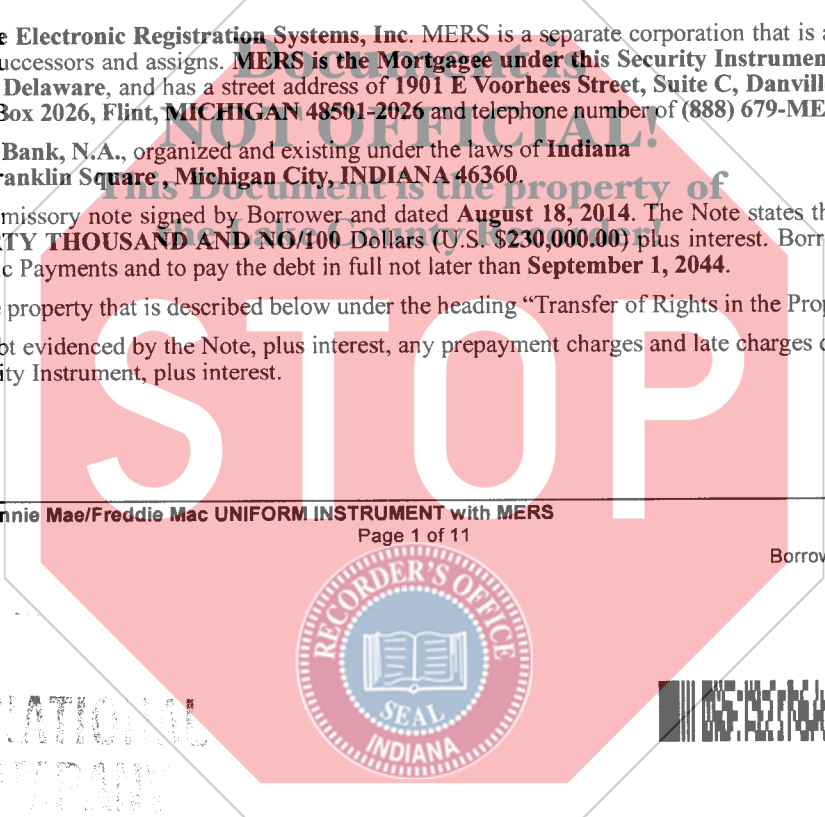 e Electronic Registration Systems, Inc. MERS is a separate corporation that is a
uccessors and assigns. MERS is the Mortgagee under this Security Instrumen
Document is
Delaware, and has a street address of 1901 E Voorhees Street, Suite C, Danvill
Box 2026, Flint, MICHIGAN 48501-2026 and telephone number of (888) 679-ME
NOT OFFICIAL!
Bank, N.A., organized and existing under the laws of Indiana
ranklin Square , Michigan City, INDIANA 46360.
This Document is the property of
missory note signed by Borrower and dated August 18, 2014. The Note states th
the Lake County Recorder!
RTY THOUSAND AND NO/100 Dollars (U.S. $230,000.00) plus interest. Borr
c Payments and to pay the debt in full not later than September 1, 2044.
e property that is described below under the heading “Transfer of Rights in the Prop
bt evidenced by the Note, plus interest, any prepayment charges and late charges d
ity Instrument, plus interest.
STOP
nnie Mae/Freddie Mac UNIFORM INSTRUMENT with MERS
Page 1 of 11
Borrow
RECORDER'S OFFICE
SEAL
INDIANA
NATIONAL
COMPANY